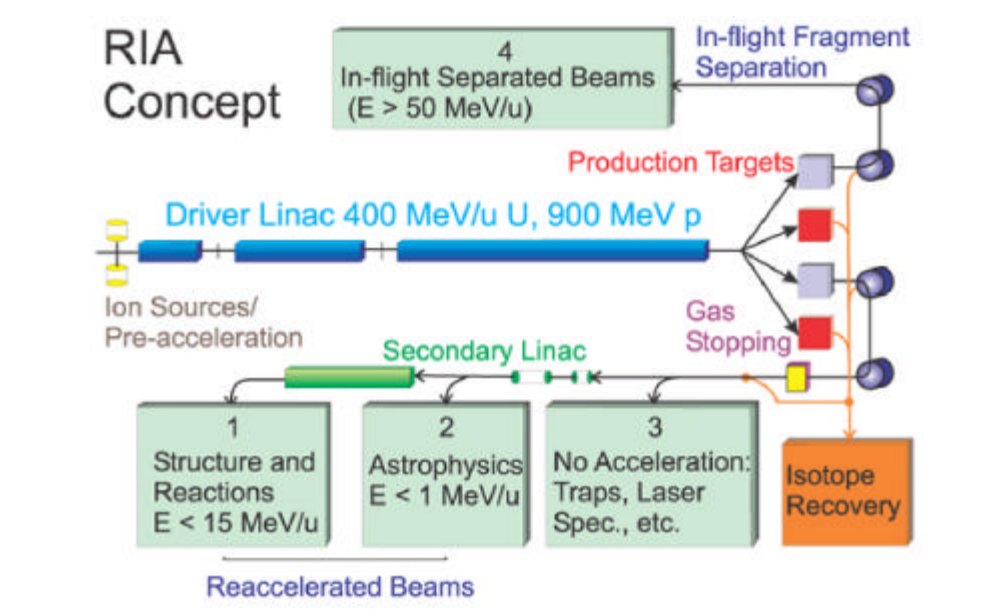 RIA
Concept
4
In-flight Separated Beams
(E > 50 MeV/u)
In-flight Fragment
Separation
Production Targets
Driver Linac 400 MeV/u U, 900 MeV p
Ion Sources/
Pre-acceleration
Gas
Stopping
Secondary Linac
1
Structure and
Reactions
E < 15 MeV/u
2
Astrophysics
E < 1 MeV/u
3
No Acceleration:
Traps, Laser
Spec., etc.
Isotope
Recovery
Reaccelerated Beams